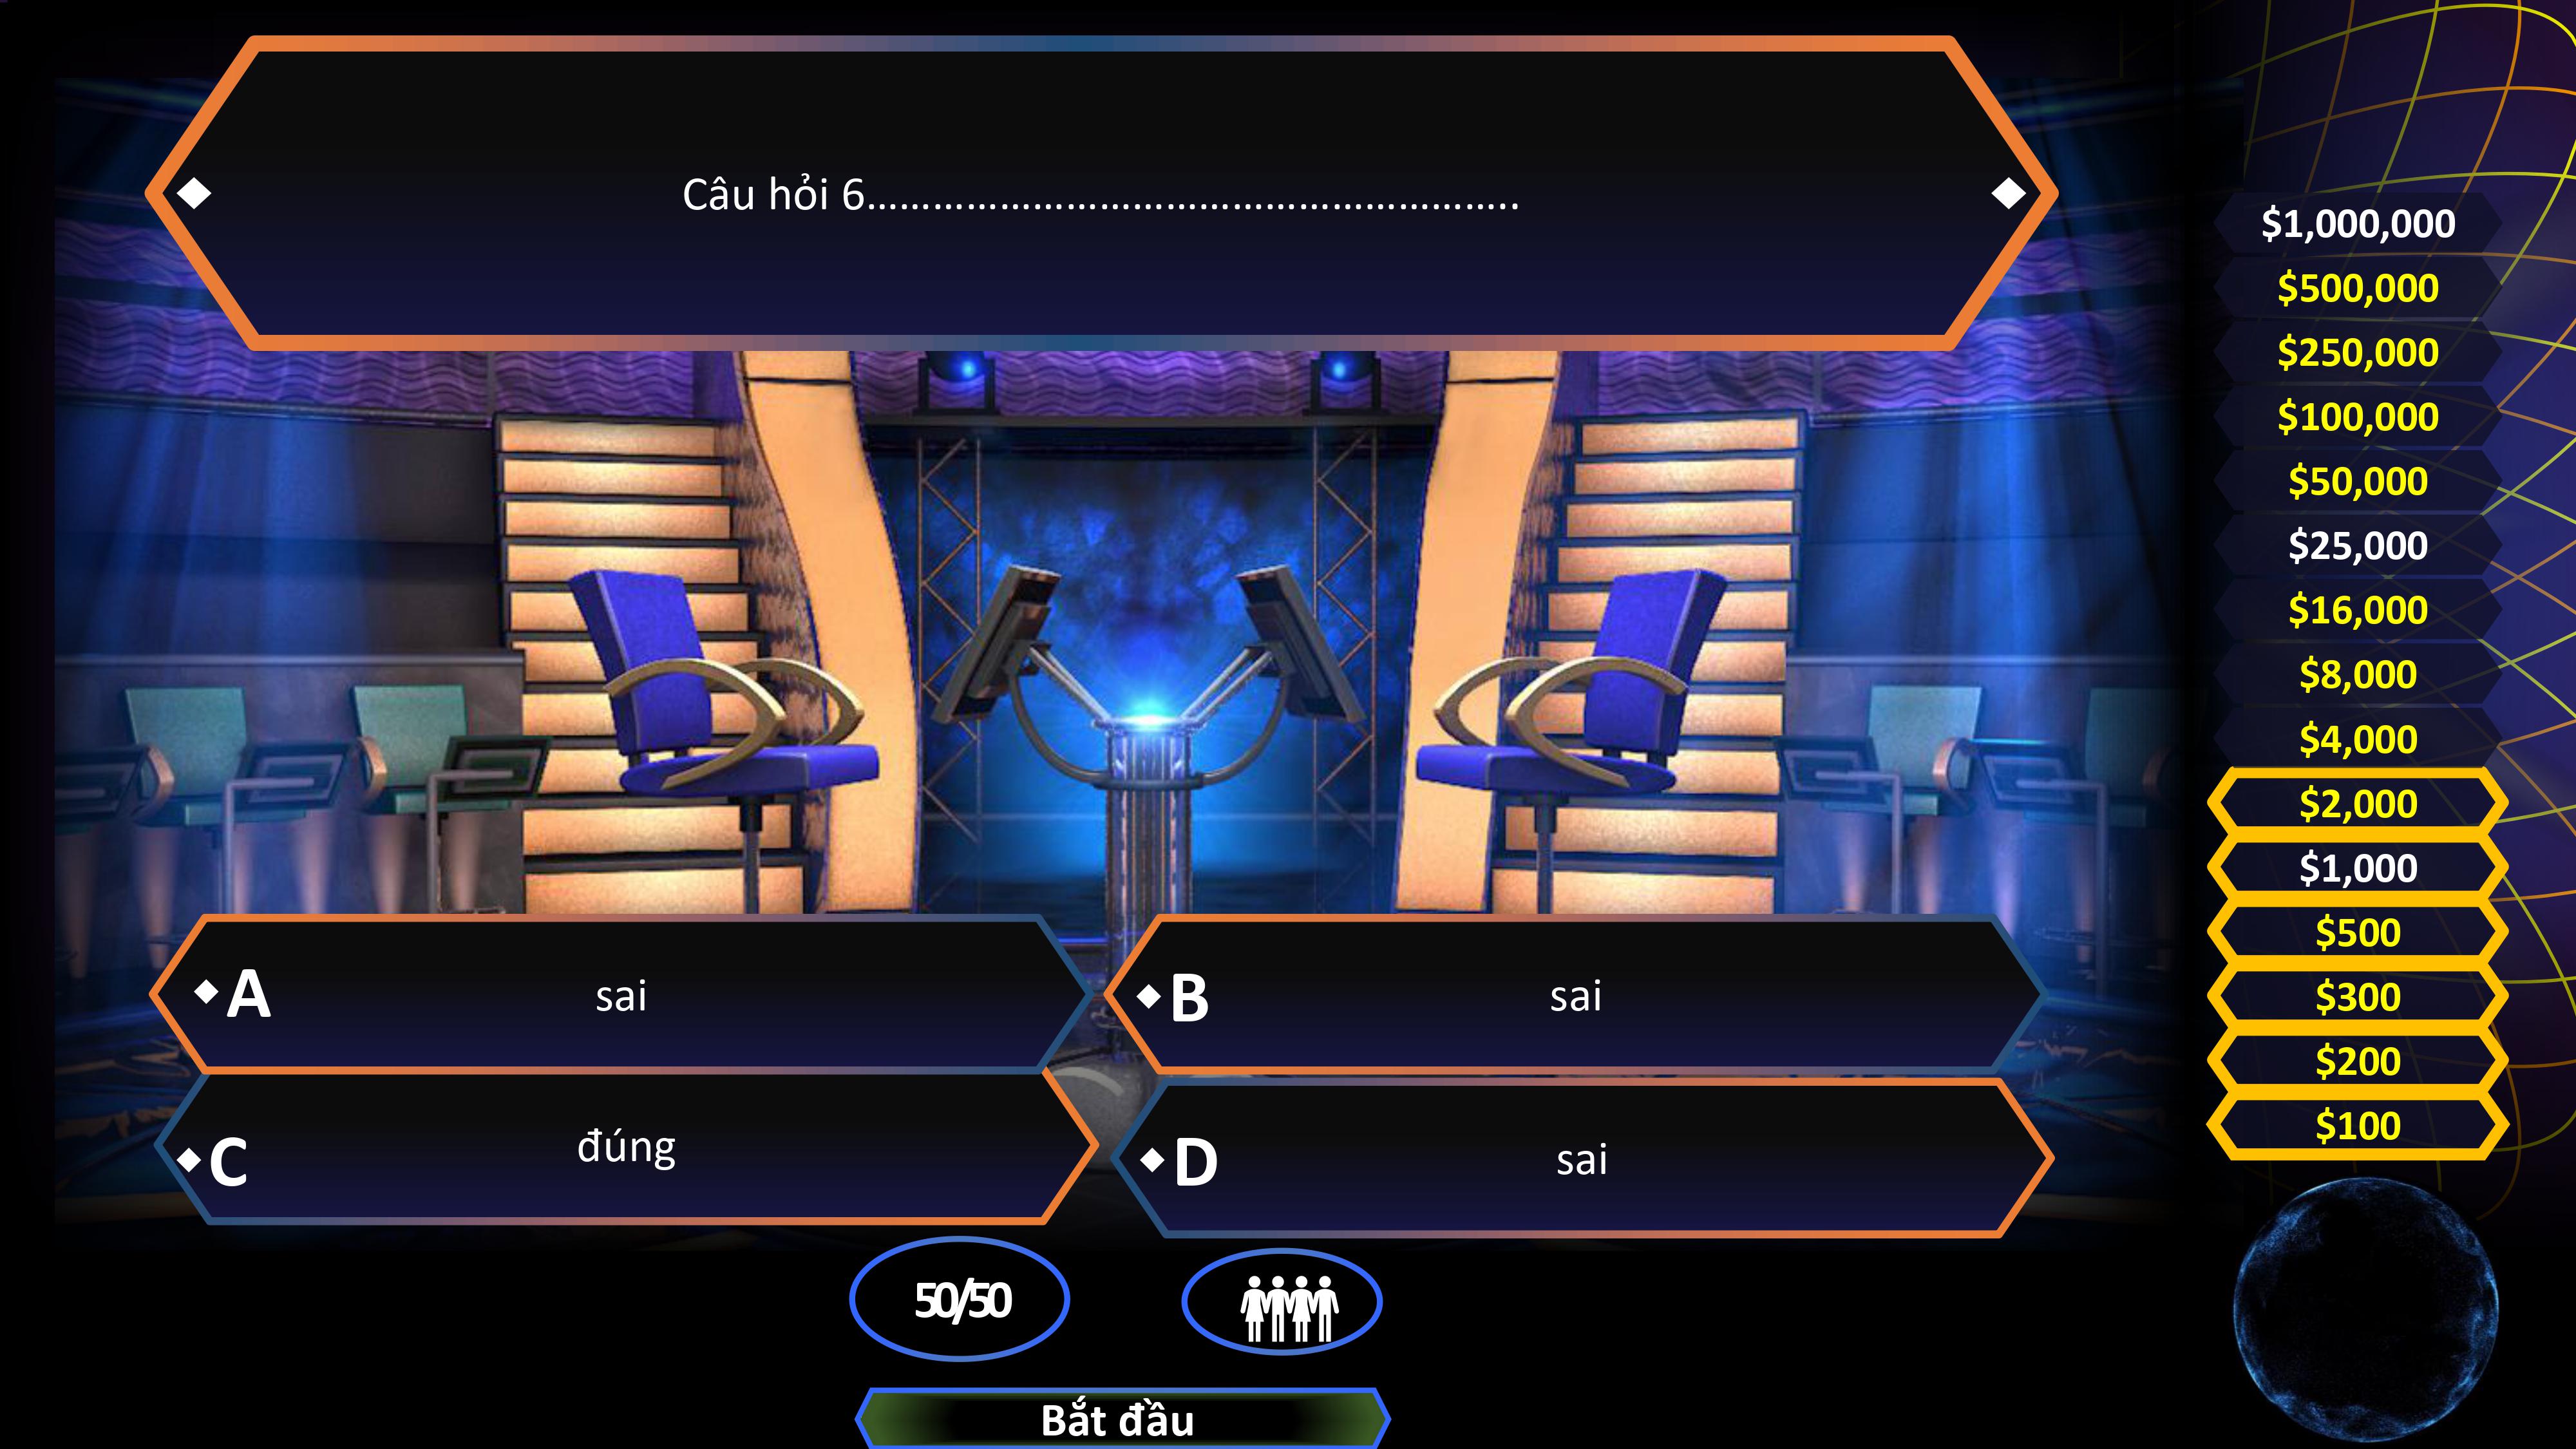 Câu hỏi 6…………………………………………………..
$1,000,000
$500,000
$250,000
$100,000
$50,000
$25,000
$16,000
$8,000
$4,000
$2,000
$1,000
$500
$300
$200
$100
A sai
B sai
C đúng
D sai
50/50
Bắt đầu